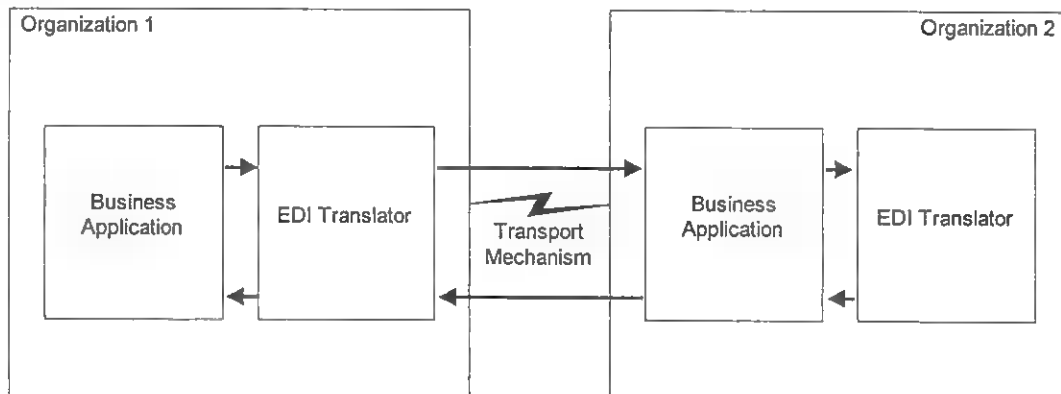 Organization 1
Organization 2
Business
Application
EDI Translator
Transport
Mechanism
Business
Application
EDI Translator